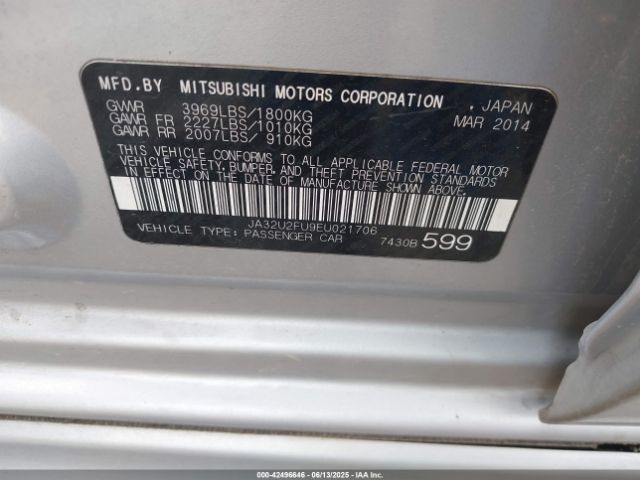 MFD.BY MITSUBISHI MOTORS CORPORATION , JAPAN
GVWR 3969LBS/1800KG MAR 2014
GAWR FR 2227LBS/1010KG
GAWR RR 2007LBS/ 910KG
THIS VEHICLE CONFORMS TO ALL APPLICABLE FEDERAL MOTOR
VEHICLE SAFETY, BUMPER, AND THEFT PREVENTION STANDARDS
IN EFFECT ON THE DATE OF MANUFACTURE SHOWN ABOVE.
JA32U2FU9EU021706
VEHICLE TYPE: PASSENGER CAR 7430B 599
000-42496646 - 06/13/2025 - IAA Inc.